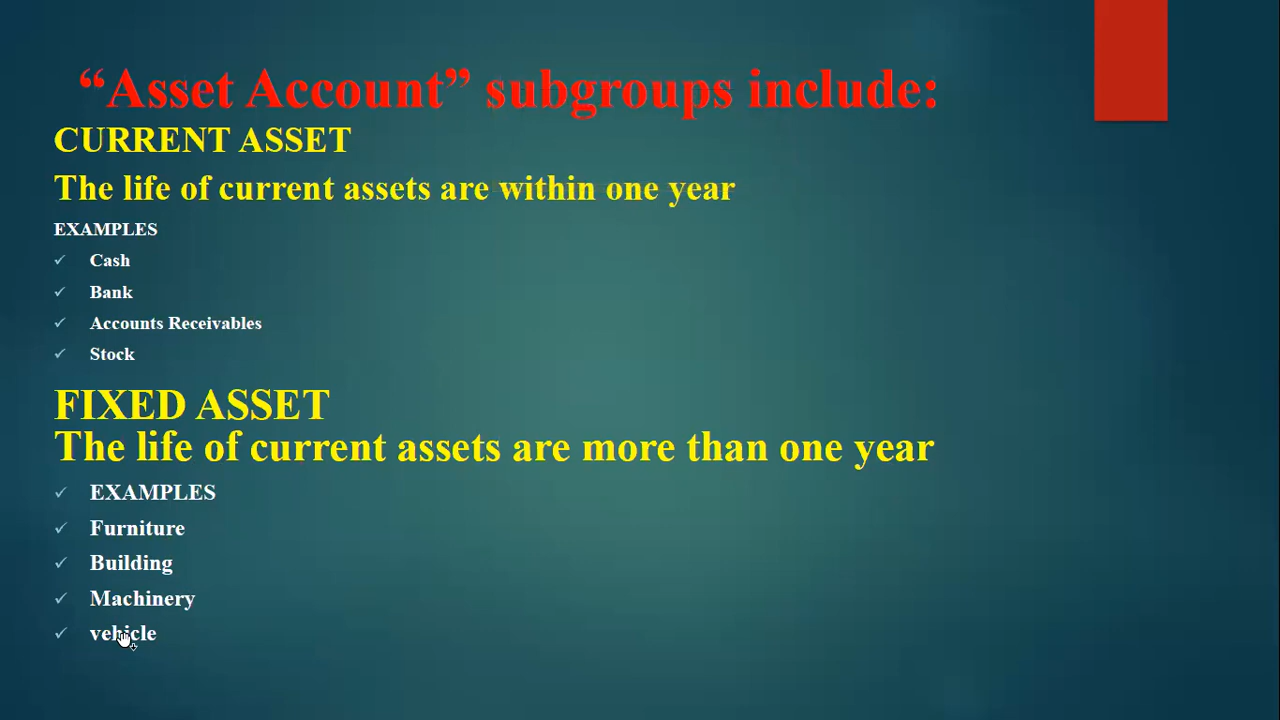 “Asset Account” subgroups include:
CURRENT ASSET
The life of current assets are within one year
EXAMPLES
✓ Cash
✓ Bank
✓ Accounts Receivables
✓ Stock
FIXED ASSET
The life of current assets are more than one year
✓ EXAMPLES
✓ Furniture
✓ Building
✓ Machinery
✓ vehicle